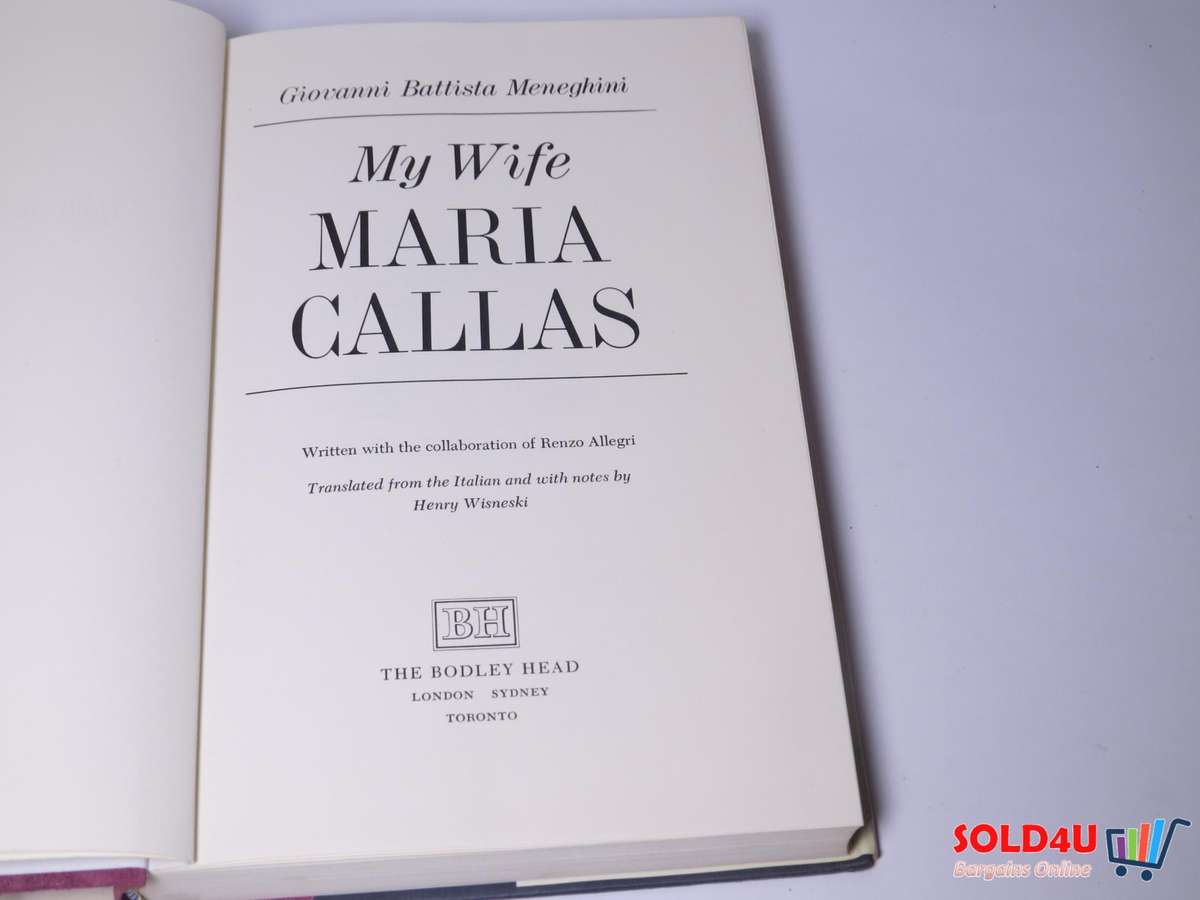 Giovanni Battista Meneghini
My Wife
MARIA
CALLAS
Written with the collaboration of Renzo Allegri
Translated from the Italian and with notes by
Henry Wisneski
BH
THE BODLEY HEAD
LONDON SYDNEY
TORONTO
SOLD4U
Bargains Online